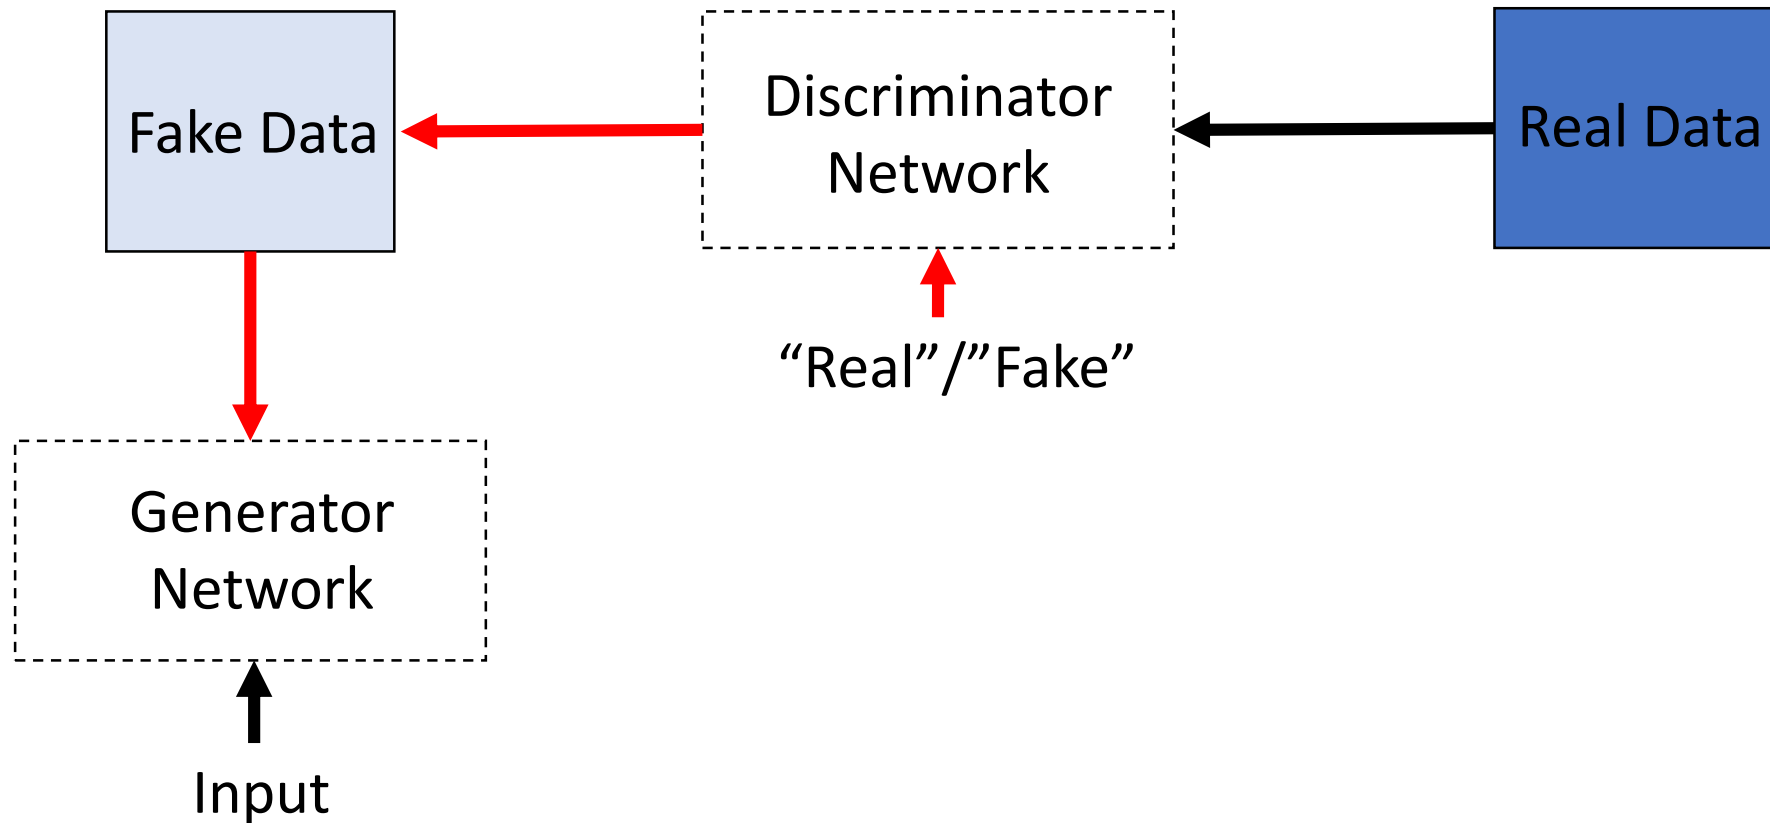 Fake Data
Discriminator
Network
Real Data
“Real”/”Fake”
Generator
Network
Input